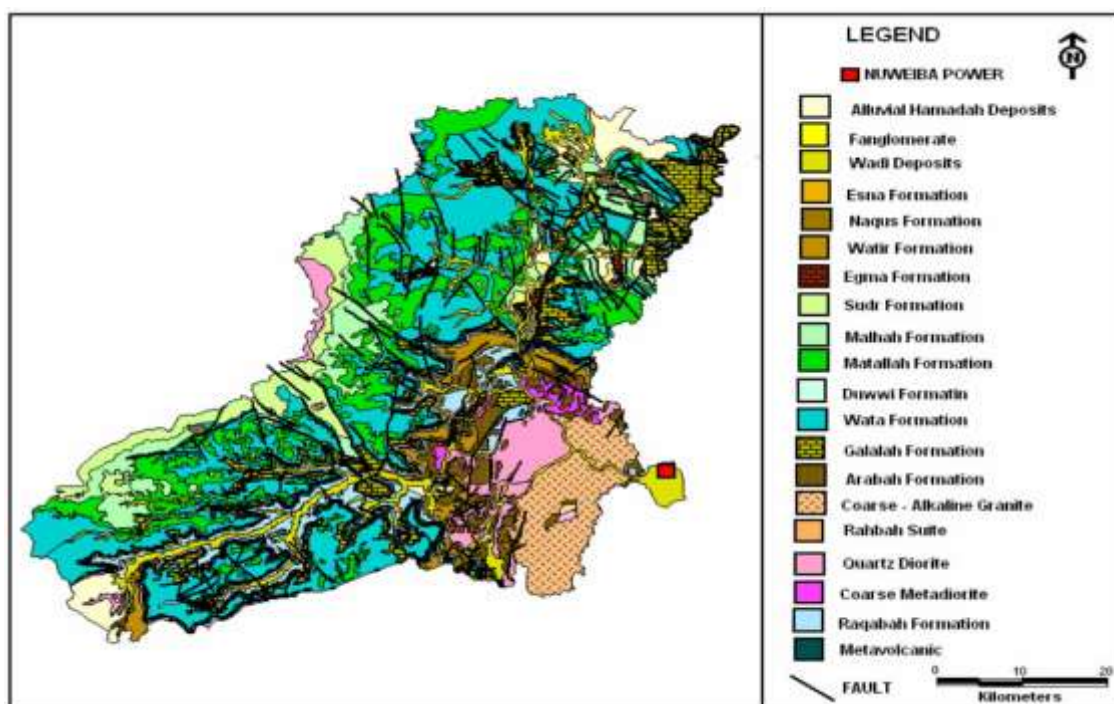 LEGEND
N
NUWEIBA POWER
Alluvial Hamadah Deposits
Fanglomerate
Wadi Deposits
Esna Formation
Naqus Formation
Watir Formation
Egma Formation
Sudr Formation
Malhah Formation
Matallah Formation
Duwwi Formatin
Wata Formation
Galalah Formation
Arabah Formation
Coarse - Alkaline Granite
Rahbah Suite
Quartz Diorite
Coarse Metadiorite
Raqabah Formation
Metavolcanic
FAULT
0 10 20
Kilometers